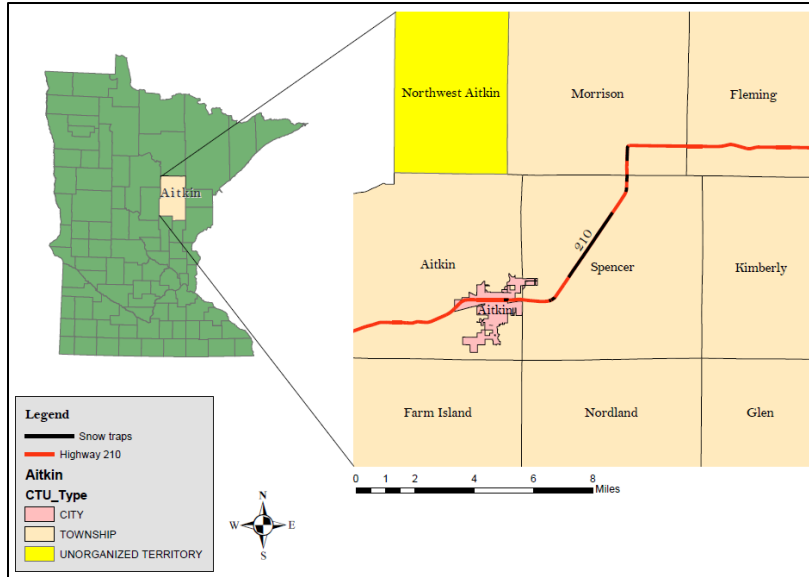 Aitkin
Northwest Aitkin
Morrison
Fleming
210
Aitkin
Spencer
Kimberly
Aitkin
Farm Island
Nordland
Glen
Legend
Snow traps
Highway 210
Aitkin
CTU_Type
CITY
TOWNSHIP
UNORGANIZED TERRITORY
N
W E
S
0 2 4 6 8
Miles